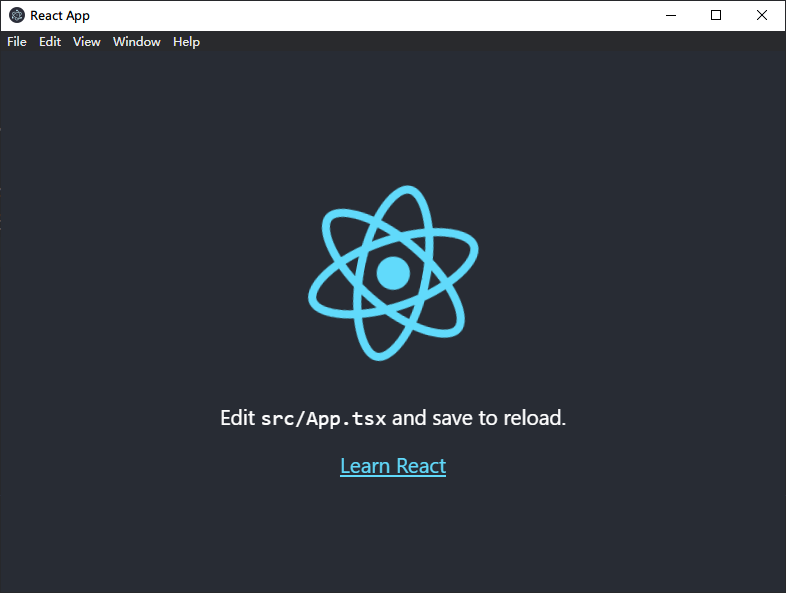 React App
File Edit View Window Help
Edit src/App.tsx and save to reload.
Learn React